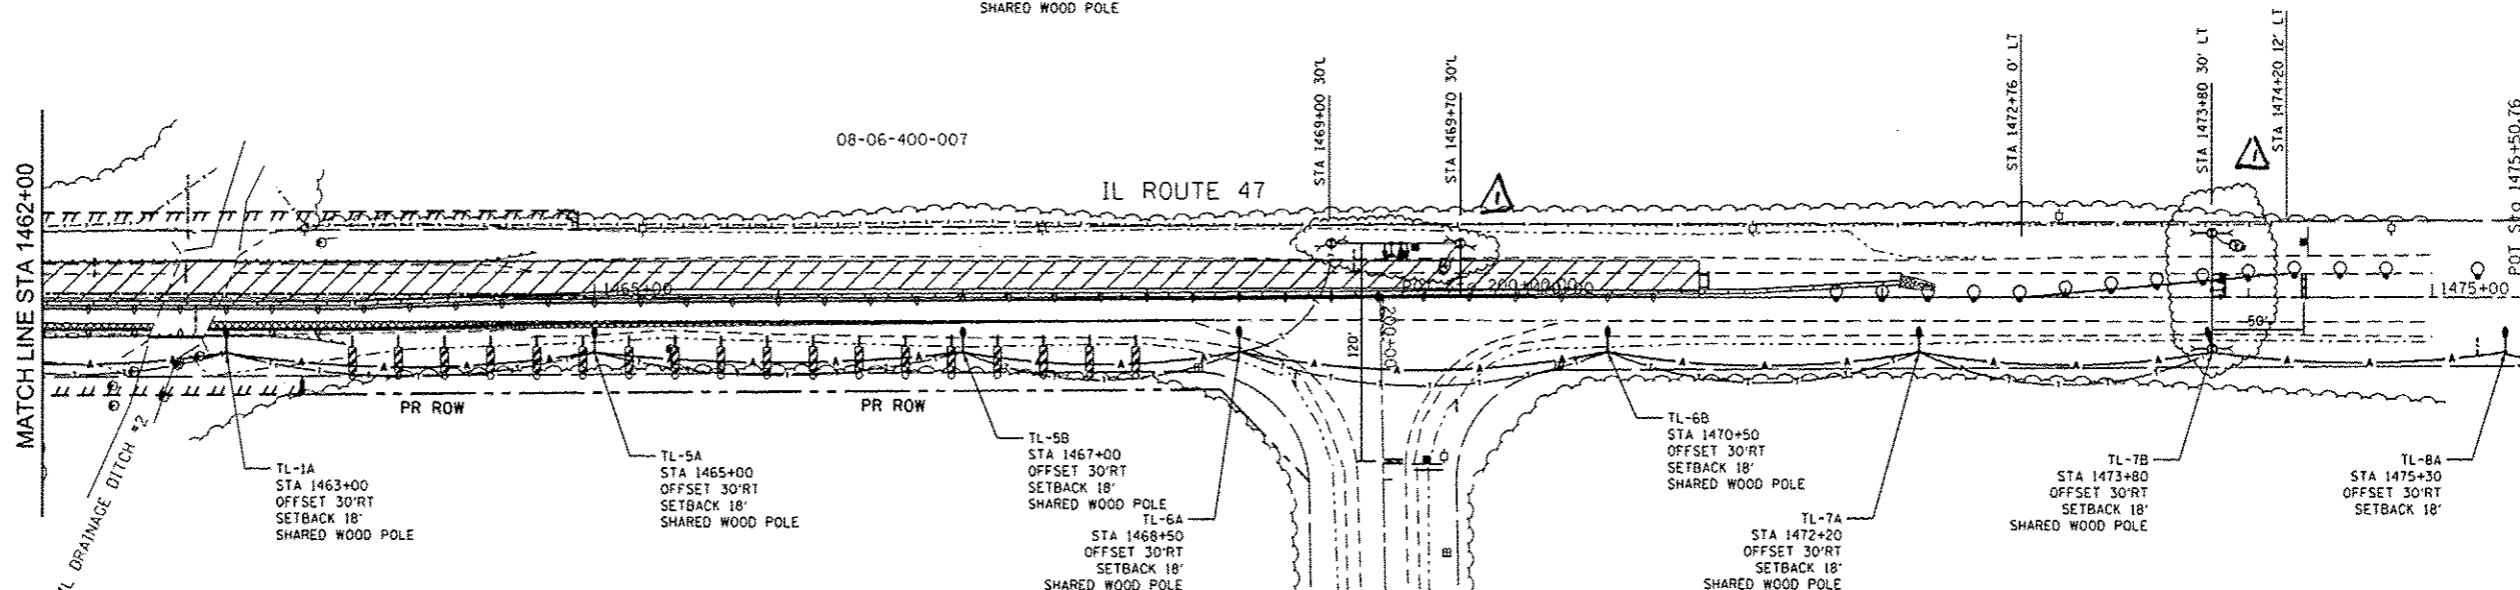 SHARED WOOD POLE
MATCH LINE STA 1462+00
08-06-400-007
IL ROUTE 47
STA 1469+00 30'L
STA 1469+70 30'L
STA 1472+76 0' LT
STA 1473+80 30' LT
STA 1474+20 12' LT
POT Sta 1475+50.76
1465+00
1475+00
50'
120'
PR ROW
PR ROW
DRAINAGE DITCH #2
TL-1A
STA 1463+00
OFFSET 30'RT
SETBACK 18'
SHARED WOOD POLE
TL-5A
STA 1465+00
OFFSET 30'RT
SETBACK 18'
SHARED WOOD POLE
TL-5B
STA 1467+00
OFFSET 30'RT
SETBACK 18'
SHARED WOOD POLE
TL-6A
STA 1468+50
OFFSET 30'RT
SETBACK 18'
SHARED WOOD POLE
TL-6B
STA 1470+50
OFFSET 30'RT
SETBACK 18'
SHARED WOOD POLE
TL-7A
STA 1472+20
OFFSET 30'RT
SETBACK 18'
SHARED WOOD POLE
TL-7B
STA 1473+80
OFFSET 30'RT
SETBACK 18'
SHARED WOOD POLE
TL-8A
STA 1475+30
OFFSET 30'RT
SETBACK 18'